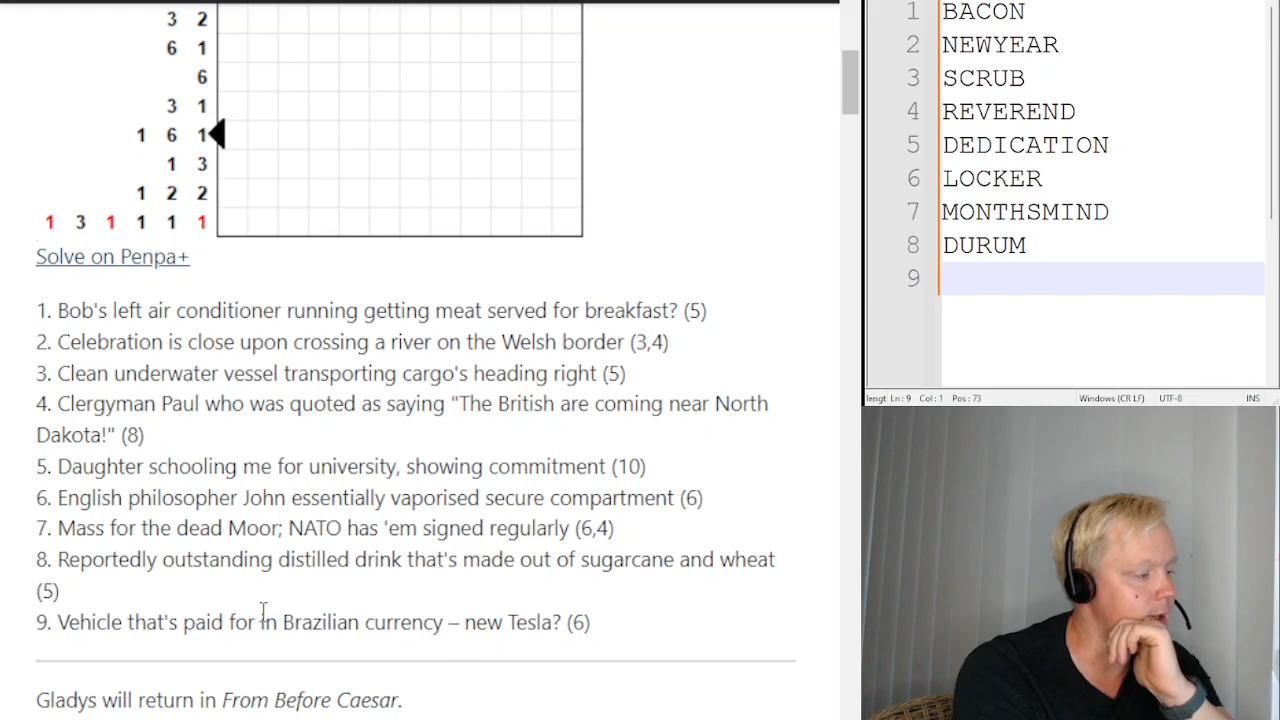 3 2
6 1
6
3 1
1 6 1
1 3
1 2 2
1 3 1 1 1 1
Solve on Penpa+
1. Bob's left air conditioner running getting meat served for breakfast? (5)
2. Celebration is close upon crossing a river on the Welsh border (3,4)
3. Clean underwater vessel transporting cargo's heading right (5)
4. Clergyman Paul who was quoted as saying "The British are coming near North
Dakota!" (8)
5. Daughter schooling me for university, showing commitment (10)
6. English philosopher John essentially vaporised secure compartment (6)
7. Mass for the dead Moor; NATO has 'em signed regularly (6,4)
8. Reportedly outstanding distilled drink that's made out of sugarcane and wheat
(5)
9. Vehicle that's paid for in Brazilian currency – new Tesla? (6)
Gladys will return in From Before Caesar.
1 BACON
2 NEWYEAR
3 SCRUB
4 REVEREND
5 DEDICATION
6 LOCKER
7 MONTHSMIND
8 DURUM
9
lengt Ln: 9 Col: 1 Pos: 73 Windows (CR LF) UTF-8 INS